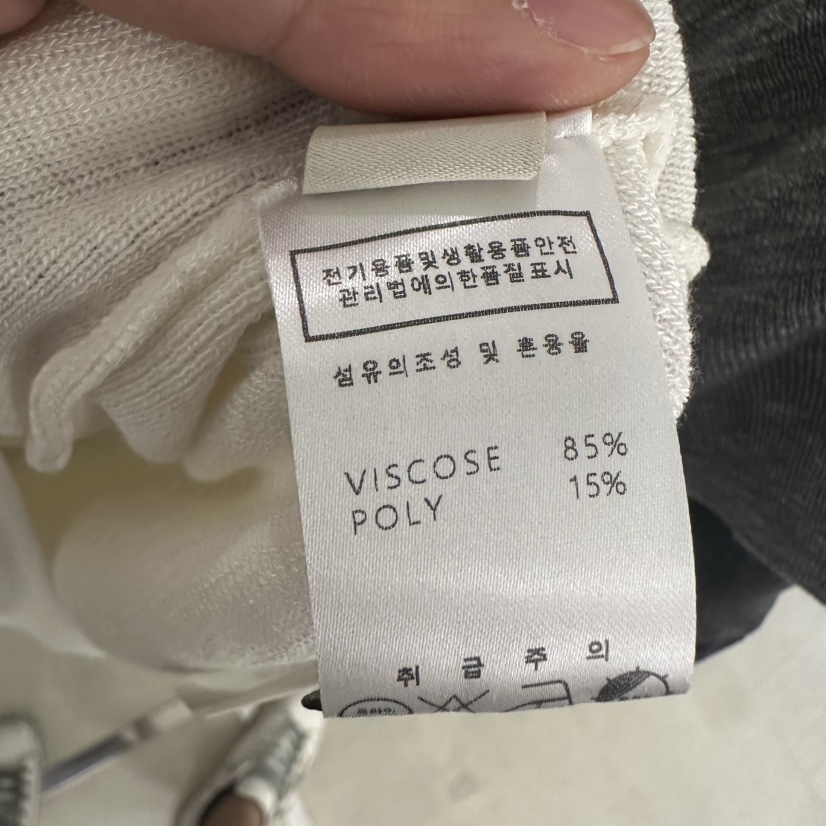 전기용품및생활용품안전
관리법에의한품질표시
섬유의조성 및 혼용율
VISCOSE 85%
POLY 15%
취급주의